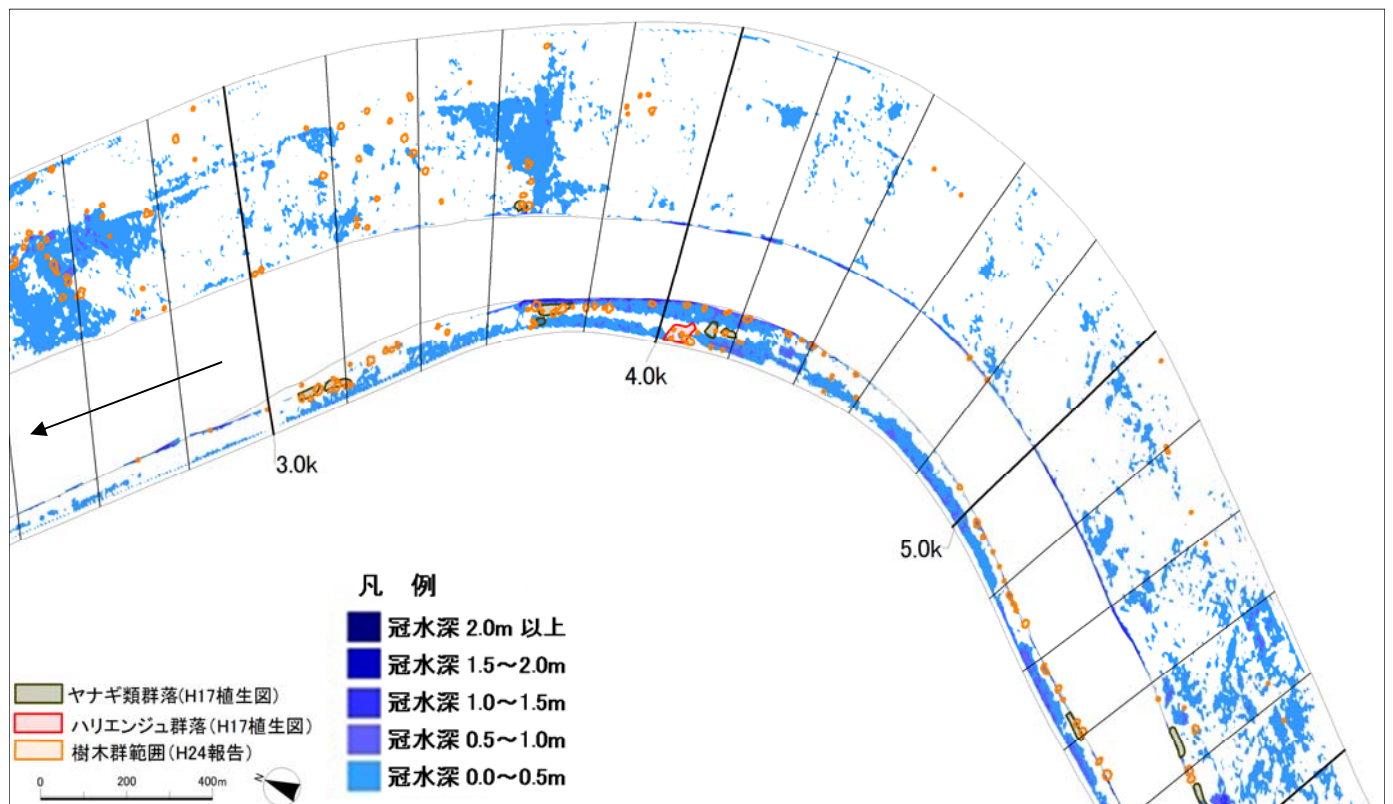 4.0k
3.0k
5.0k
凡 例
冠水深 2.0m 以上
冠水深 1.5～2.0m
冠水深 1.0～1.5m
冠水深 0.5～1.0m
冠水深 0.0～0.5m
ヤナギ類群落(H17植生図)
ハリエンジュ群落(H17植生図)
樹木群範囲(H24報告)
0 200 400m
N